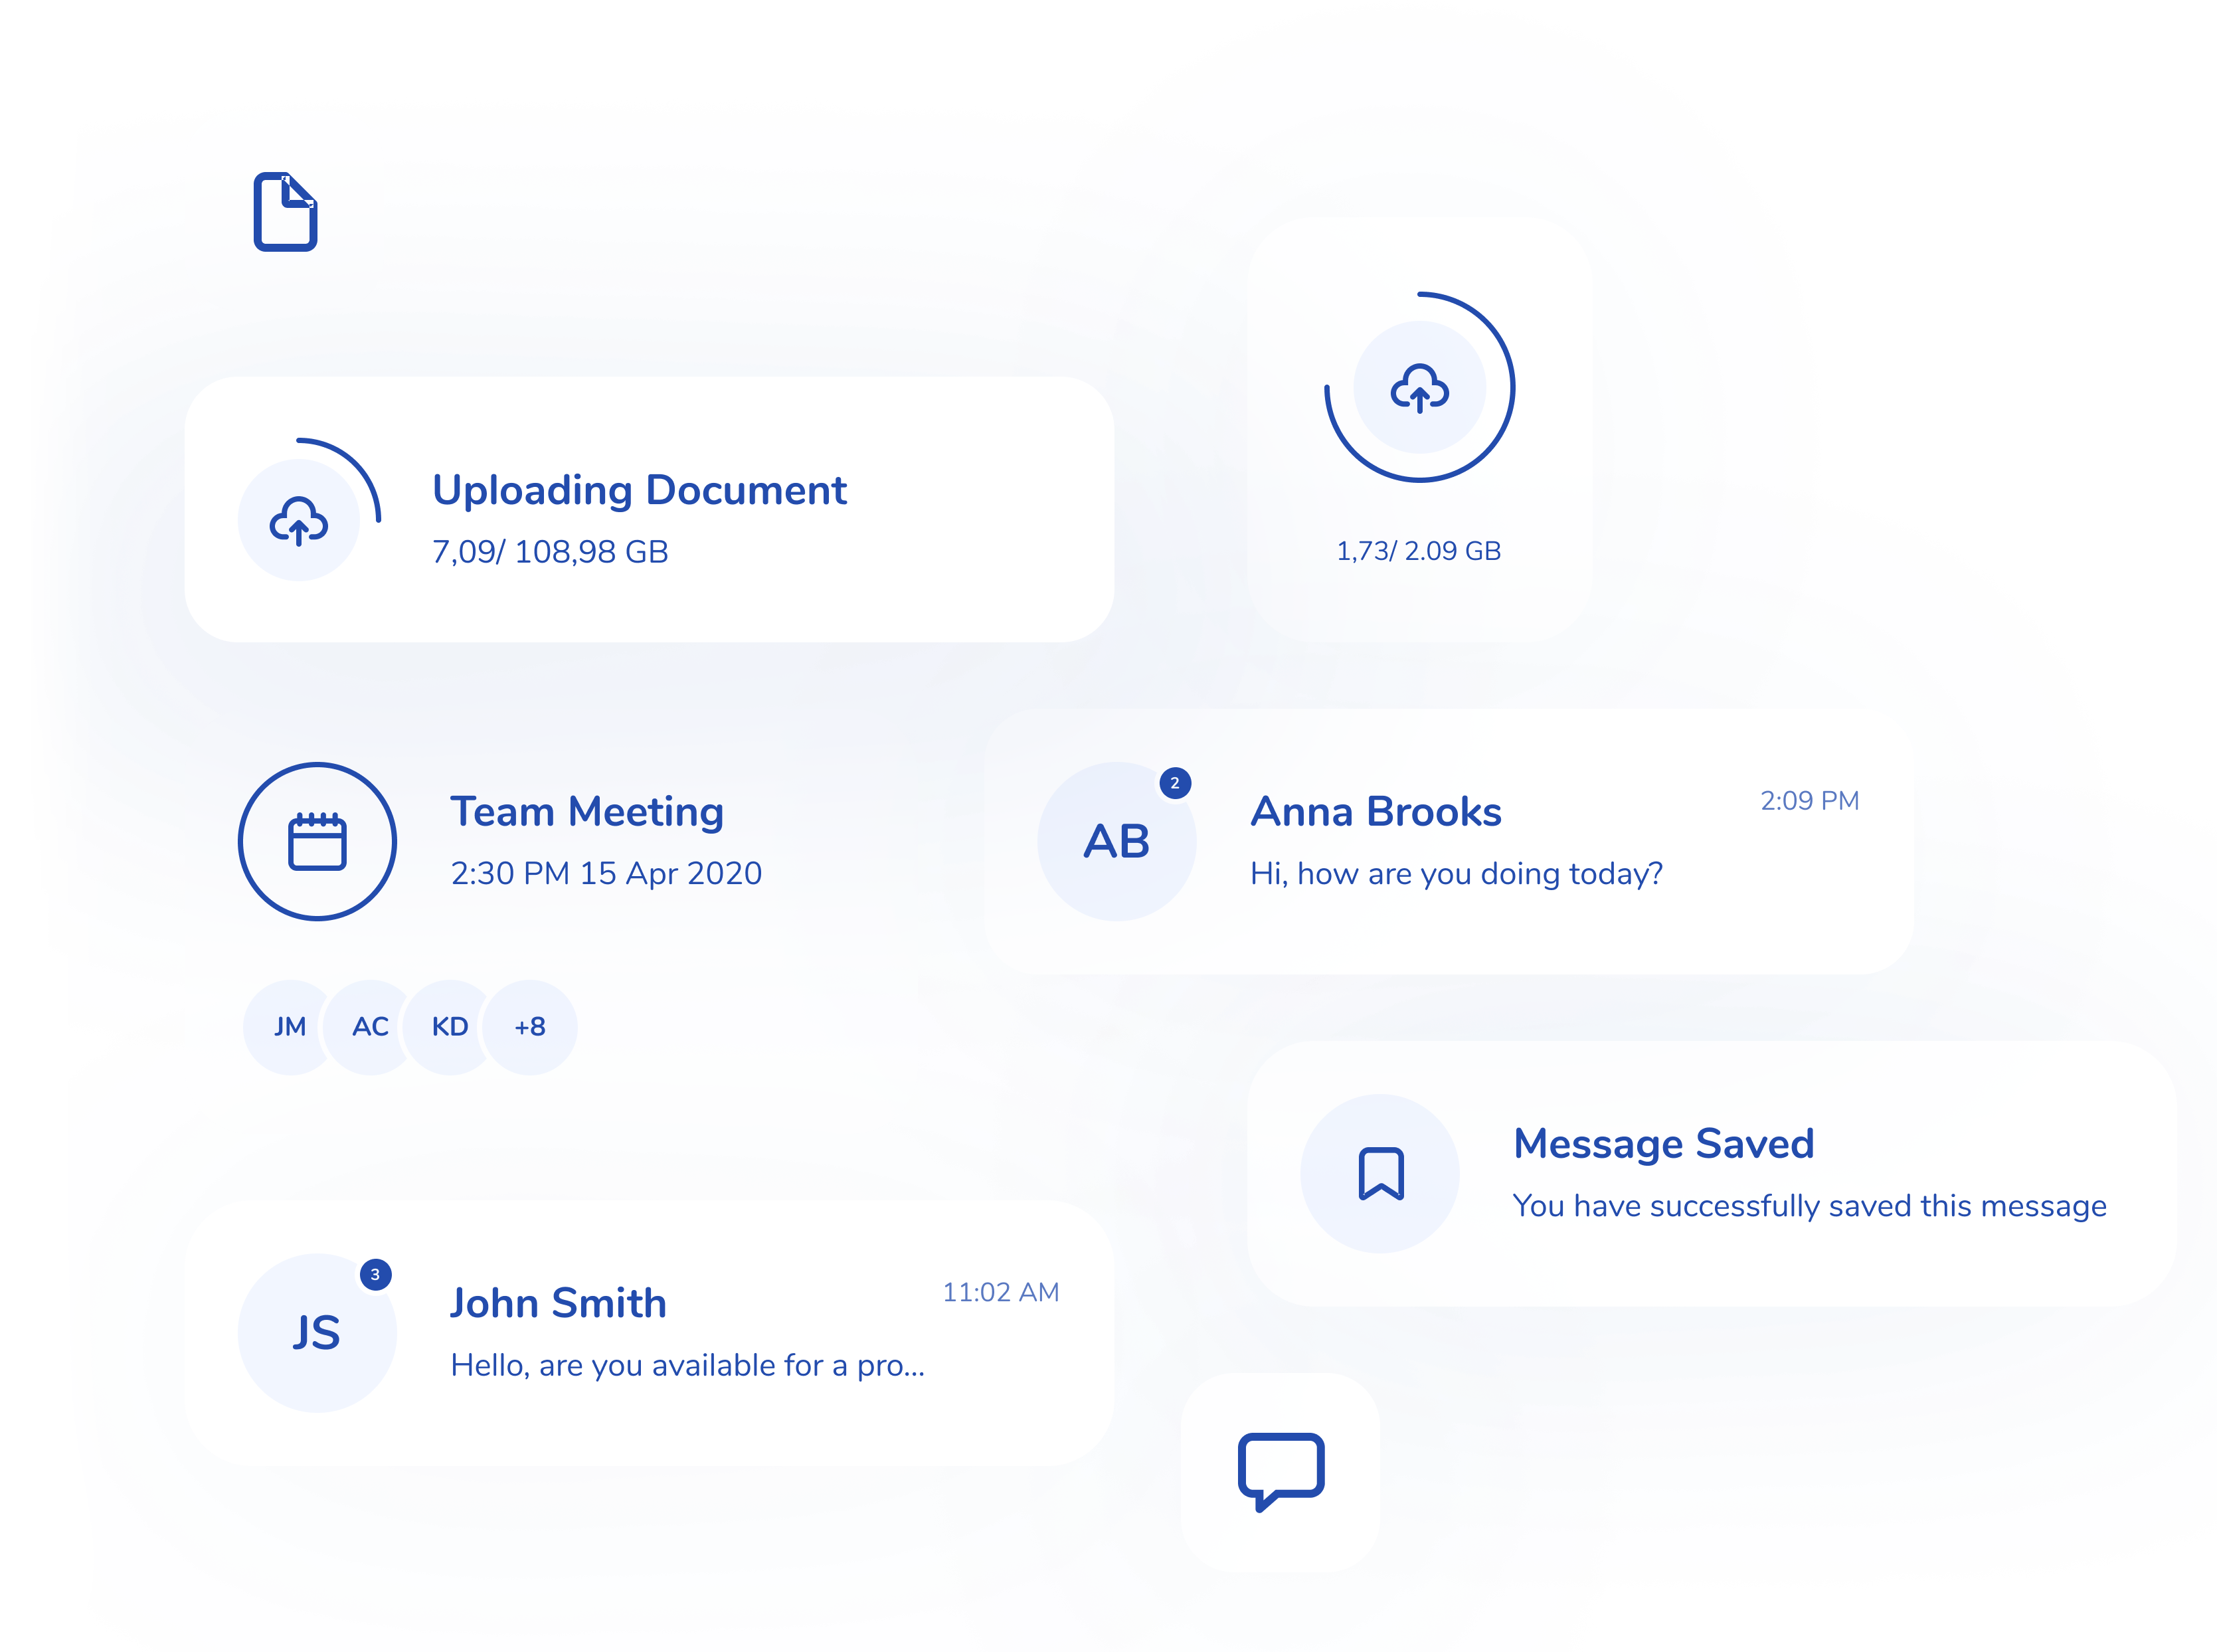 Uploading Document
7,09/ 108,98 GB
1,73/ 2.09 GB
Team Meeting
2:30 PM 15 Apr 2020
JM AC KD +8
AB
2
Anna Brooks
2:09 PM
Hi, how are you doing today?
Message Saved
You have successfully saved this message
JS
3
John Smith
11:02 AM
Hello, are you available for a pro...